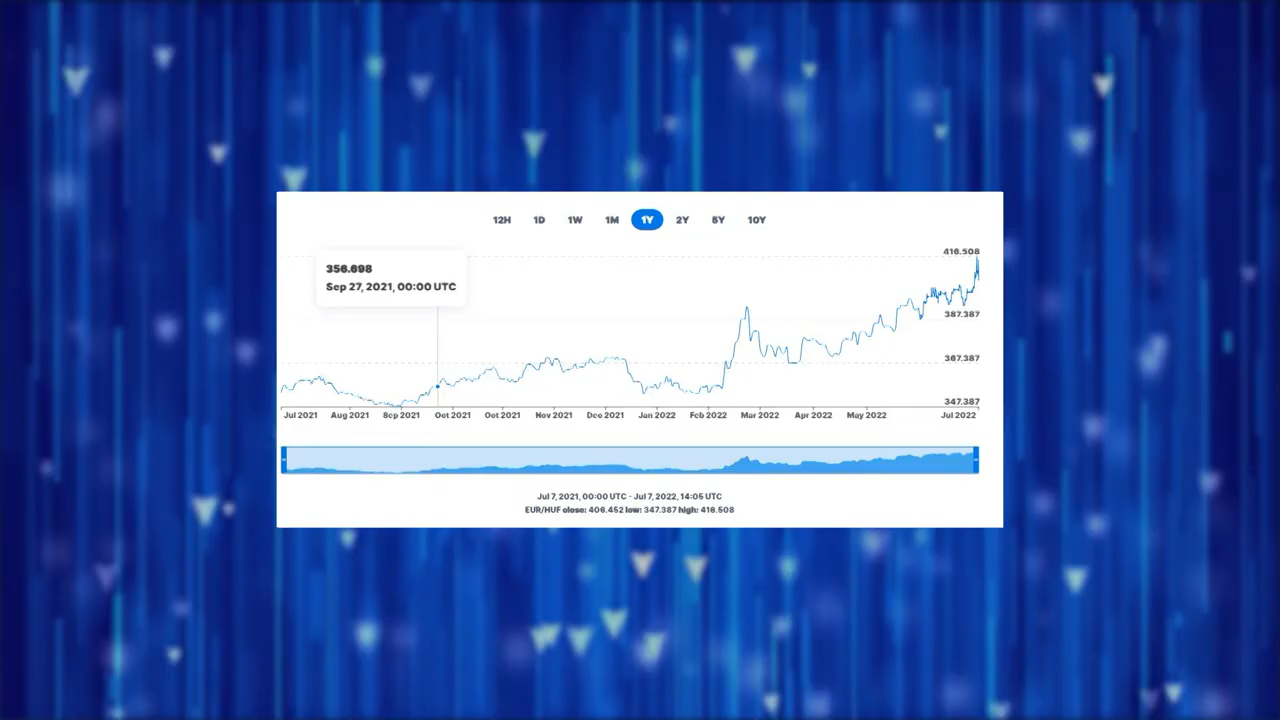 12H 1D 1W 1M 1Y 2Y 5Y 10Y
416.508
356.698
Sep 27, 2021, 00:00 UTC
387.387
367.387
347.387
Jul 2021 Aug 2021 Sep 2021 Oct 2021 Oct 2021 Nov 2021 Dec 2021 Jan 2022 Feb 2022 Mar 2022 Apr 2022 May 2022 Jul 2022
Jul 7, 2021, 00:00 UTC - Jul 7, 2022, 14:05 UTC
EUR/HUF close: 406.452 low: 347.387 high: 416.508